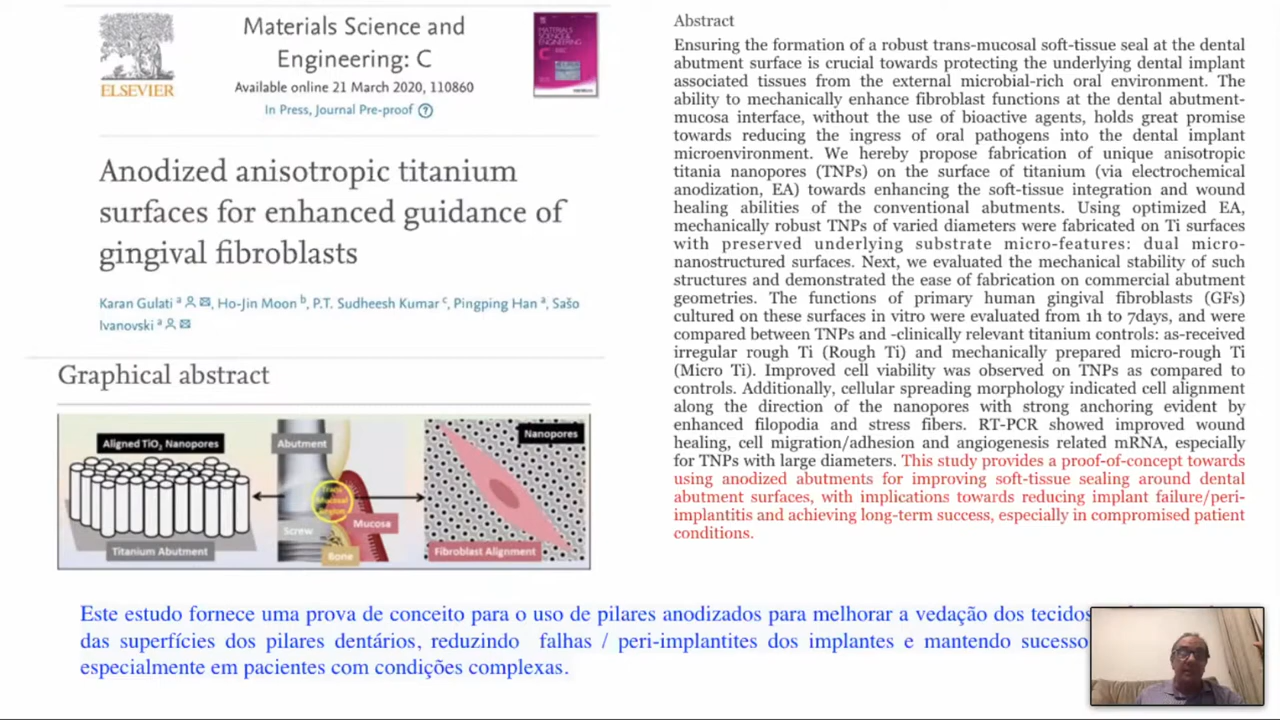 Materials Science and
Engineering: C
Available online 21 March 2020, 110860
In Press, Journal Pre-proof ?
ELSEVIER
MATERIALS SCIENCE
& ENGINEERING
C
Anodized anisotropic titanium
surfaces for enhanced guidance of
gingival fibroblasts
Karan Gulati a, Ho-Jin Moon b, P.T. Sudheesh Kumar c, Pingping Han a, Sašo
Ivanovski a
Graphical abstract
Aligned TiO2 Nanopores
Titanium Abutment
Abutment
Trans
Mucosal
Region
Screw
Mucosa
Bone
Nanopores
Fibroblast Alignment
Abstract
Ensuring the formation of a robust trans-mucosal soft-tissue seal at the dental
abutment surface is crucial towards protecting the underlying dental implant
associated tissues from the external microbial-rich oral environment. The
ability to mechanically enhance fibroblast functions at the dental abutment-
mucosa interface, without the use of bioactive agents, holds great promise
towards reducing the ingress of oral pathogens into the dental implant
microenvironment. We hereby propose fabrication of unique anisotropic
titania nanopores (TNPs) on the surface of titanium (via electrochemical
anodization, EA) towards enhancing the soft-tissue integration and wound
healing abilities of the conventional abutments. Using optimized EA,
mechanically robust TNPs of varied diameters were fabricated on Ti surfaces
with preserved underlying substrate micro-features: dual micro-
nanostructured surfaces. Next, we evaluated the mechanical stability of such
structures and demonstrated the ease of fabrication on commercial abutment
geometries. The functions of primary human gingival fibroblasts (GFs)
cultured on these surfaces in vitro were evaluated from 1h to 7days, and were
compared between TNPs and -clinically relevant titanium controls: as-received
irregular rough Ti (Rough Ti) and mechanically prepared micro-rough Ti
(Micro Ti). Improved cell viability was observed on TNPs as compared to
controls. Additionally, cellular spreading morphology indicated cell alignment
along the direction of the nanopores with strong anchoring evident by
enhanced filopodia and stress fibers. RT-PCR showed improved wound
healing, cell migration/adhesion and angiogenesis related mRNA, especially
for TNPs with large diameters. This study provides a proof-of-concept towards
using anodized abutments for improving soft-tissue sealing around dental
abutment surfaces, with implications towards reducing implant failure/peri-
implantitis and achieving long-term success, especially in compromised patient
conditions.
Este estudo fornece uma prova de conceito para o uso de pilares anodizados para melhorar a vedação dos tecidos
das superfícies dos pilares dentários, reduzindo falhas / peri-implantites dos implantes e mantendo sucesso
especialmente em pacientes com condições complexas.